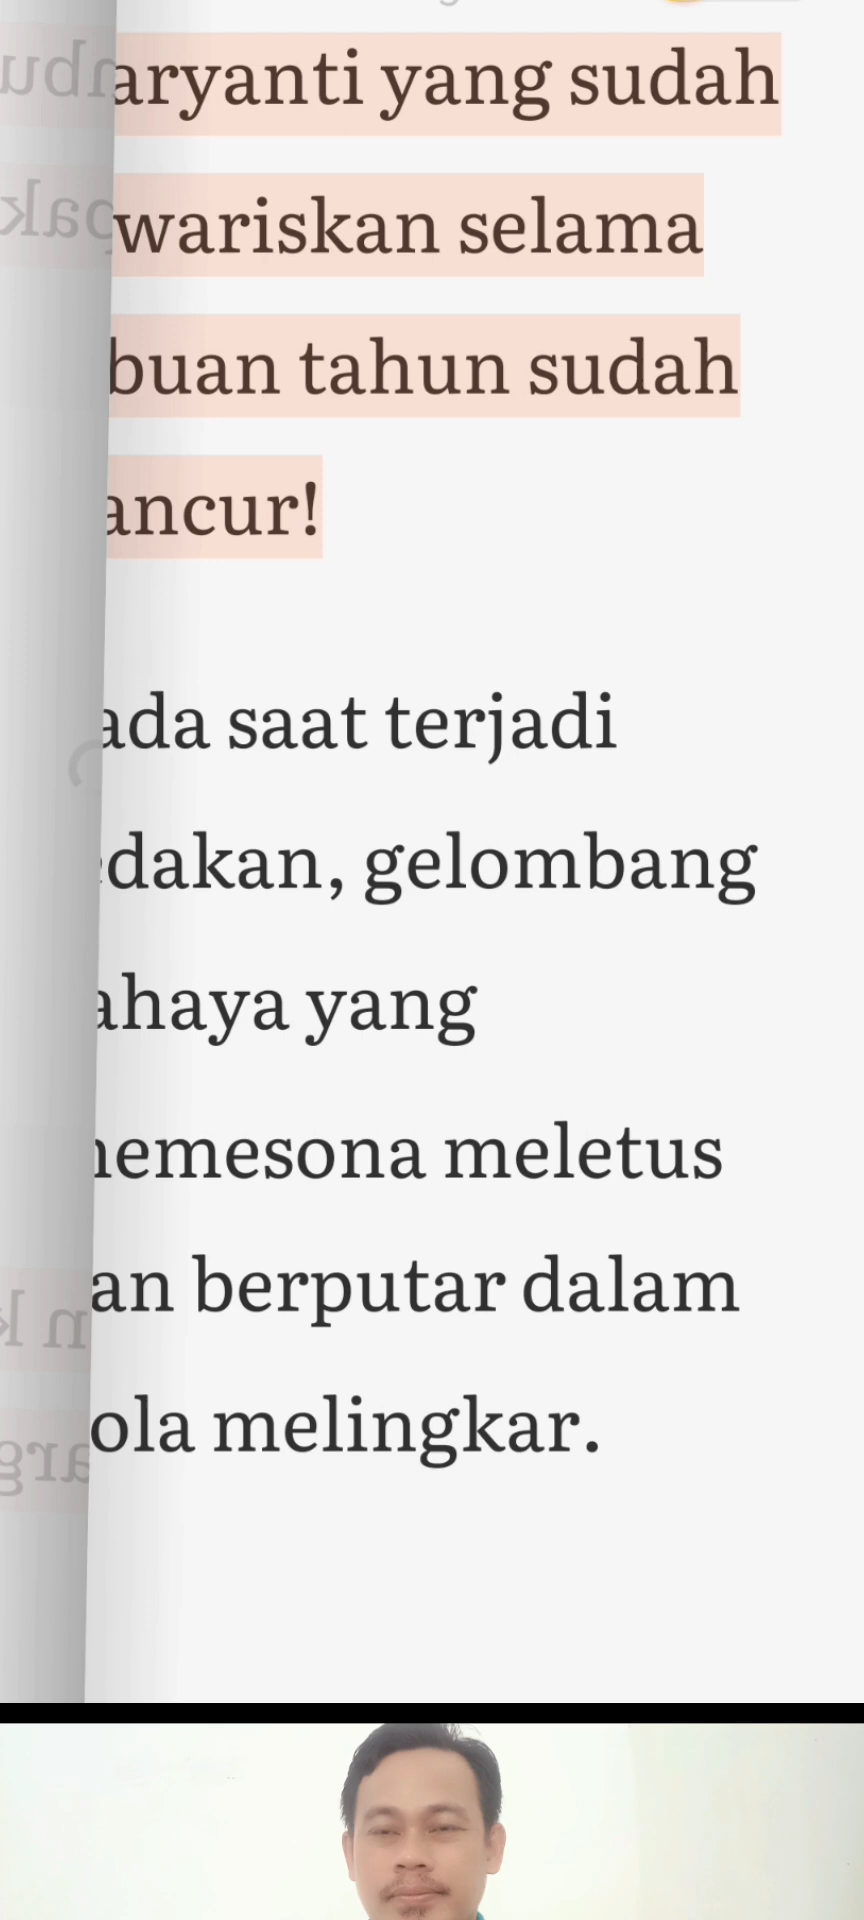 aryanti yang sudah
wariskan selama
buan tahun sudah
ancur!
ada saat terjadi
dakan, gelombang
ahaya yang
emesona meletus
an berputar dalam
ola melingkar.